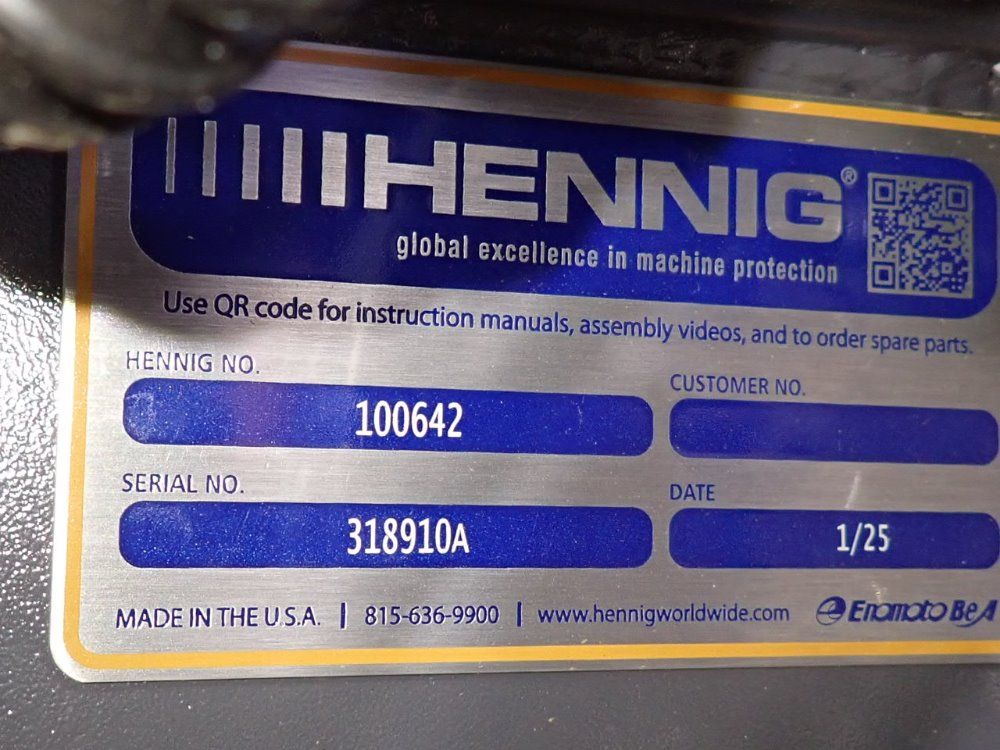 HENNIG®
global excellence in machine protection
Use QR code for instruction manuals, assembly videos, and to order spare parts.
HENNIG NO.
100642
CUSTOMER NO.
SERIAL NO.
318910A
DATE
1/25
MADE IN THE U.S.A. | 815-636-9900 | www.hennigworldwide.com Enomoto BeA